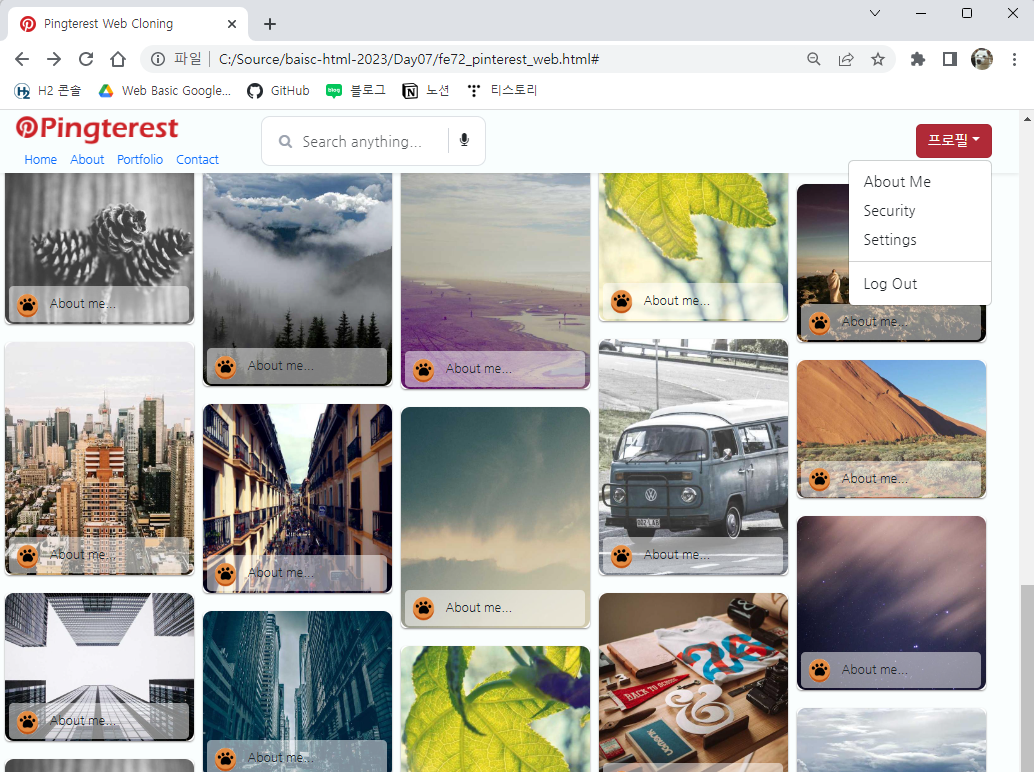 Pingterest Web Cloning
파일 C:/Source/baisc-html-2023/Day07/fe72_pinterest_web.html#
H2 콘솔 Web Basic Google... GitHub 블로그 노션 티스토리
Pingterest
Search anything...
프로필
Home About Portfolio Contact
About Me
Security
Settings
Log Out
About me...
About me...
About me...
About me...
About me...
About me...
About me...
About me...
About me...
About me...
About me...
About me...
About me...
BACK TO SCHOOL
&